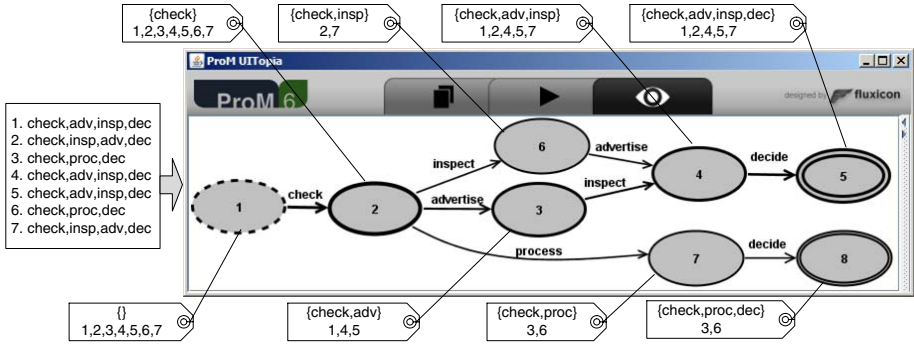 {check}
1,2,3,4,5,6,7
{check,insp}
2,7
{check,adv,insp}
1,2,4,5,7
{check,adv,insp,dec}
1,2,4,5,7
ProM UITopia
ProM 6
designed by fluxicon
1. check,adv,insp,dec
2. check,insp,adv,dec
3. check,proc,dec
4. check,adv,insp,dec
5. check,adv,insp,dec
6. check,proc,dec
7. check,insp,adv,dec
6
advertise
inspect
decide
inspect
4
5
check
advertise
1
2
3
process
decide
7
8
{}
1,2,3,4,5,6,7
{check,adv}
1,4,5
{check,proc}
3,6
{check,proc,dec}
3,6